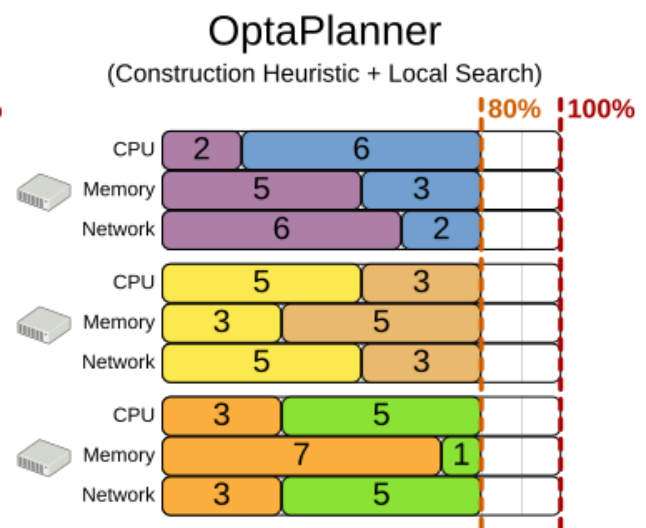 OptaPlanner
(Construction Heuristic + Local Search)
80% 100%
CPU 2 6
Memory 5 3
Network 6 2
CPU 5 3
Memory 3 5
Network 5 3
CPU 3 5
Memory 7 1
Network 3 5